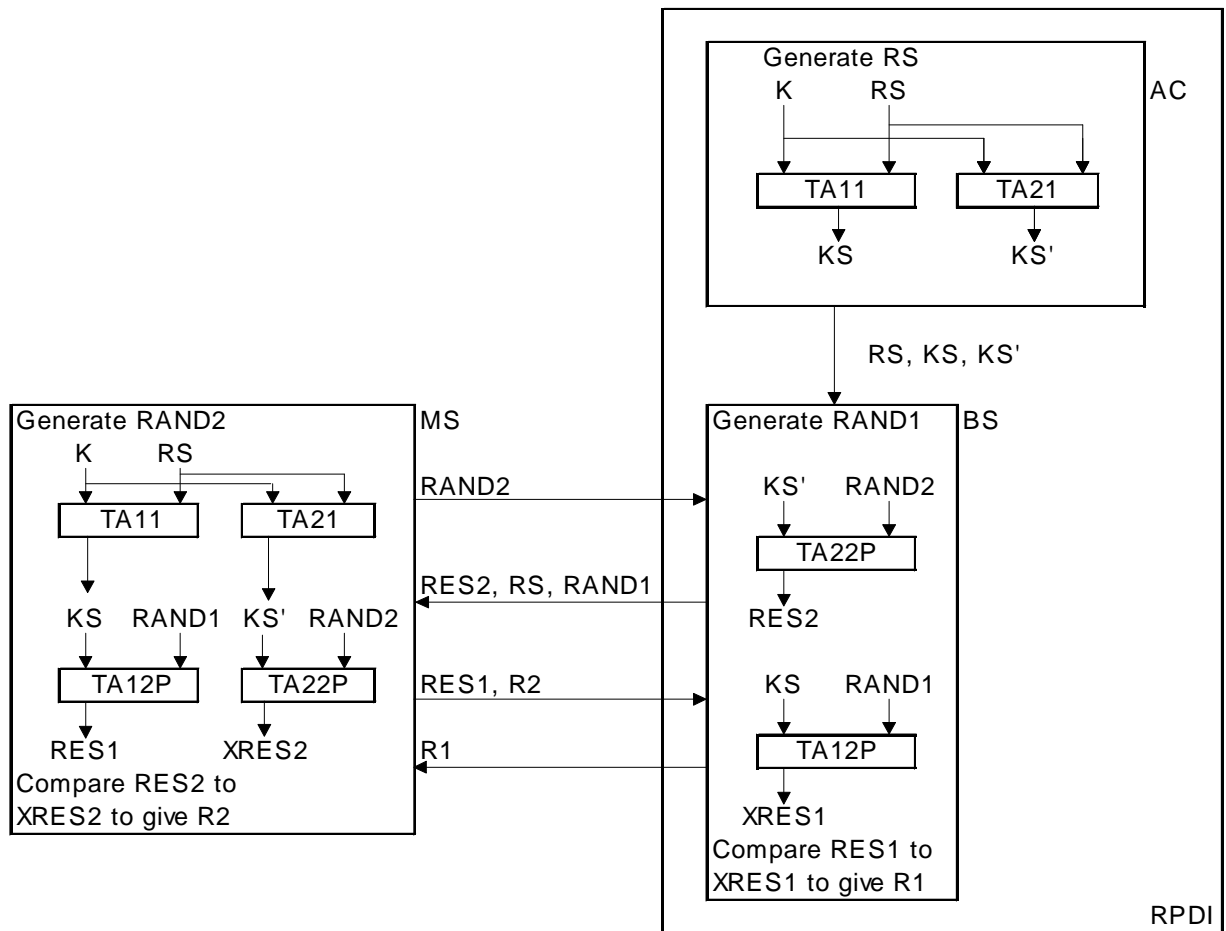 Generate RS
K RS
AC
TA11 TA21
KS KS'
RS, KS, KS'
Generate RAND2
MS
K RS
TA11 TA21
KS RAND1 KS' RAND2
TA12P TA22P
RES1 XRES2
Compare RES2 to
XRES2 to give R2
RAND2
RES2, RS, RAND1
RES1, R2
R1
Generate RAND1
BS
KS' RAND2
TA22P
RES2
KS RAND1
TA12P
XRES1
Compare RES1 to
XRES1 to give R1
RPDI